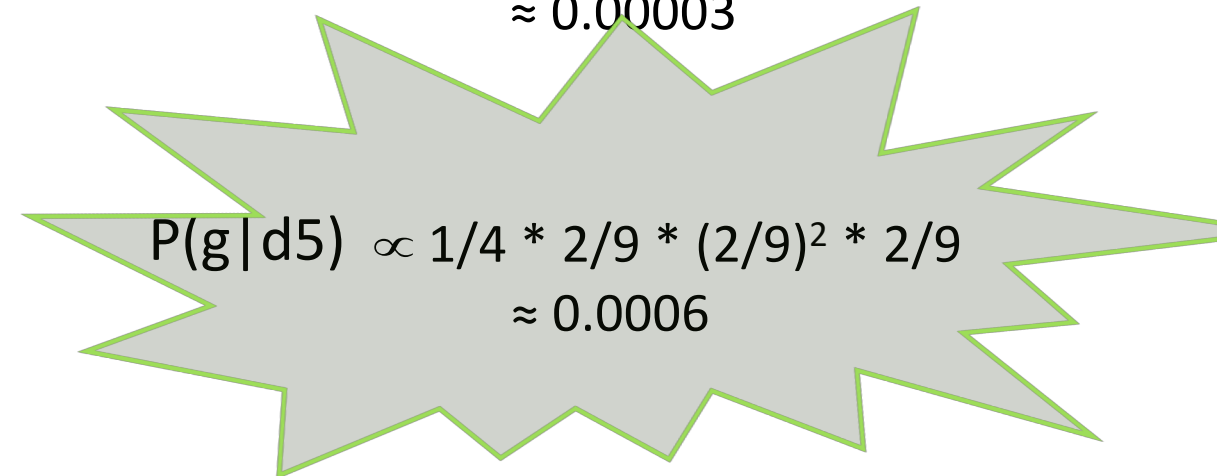 ≈ 0.00003
P(g|d5) ∝ 1/4 * 2/9 * (2/9)² * 2/9
≈ 0.0006